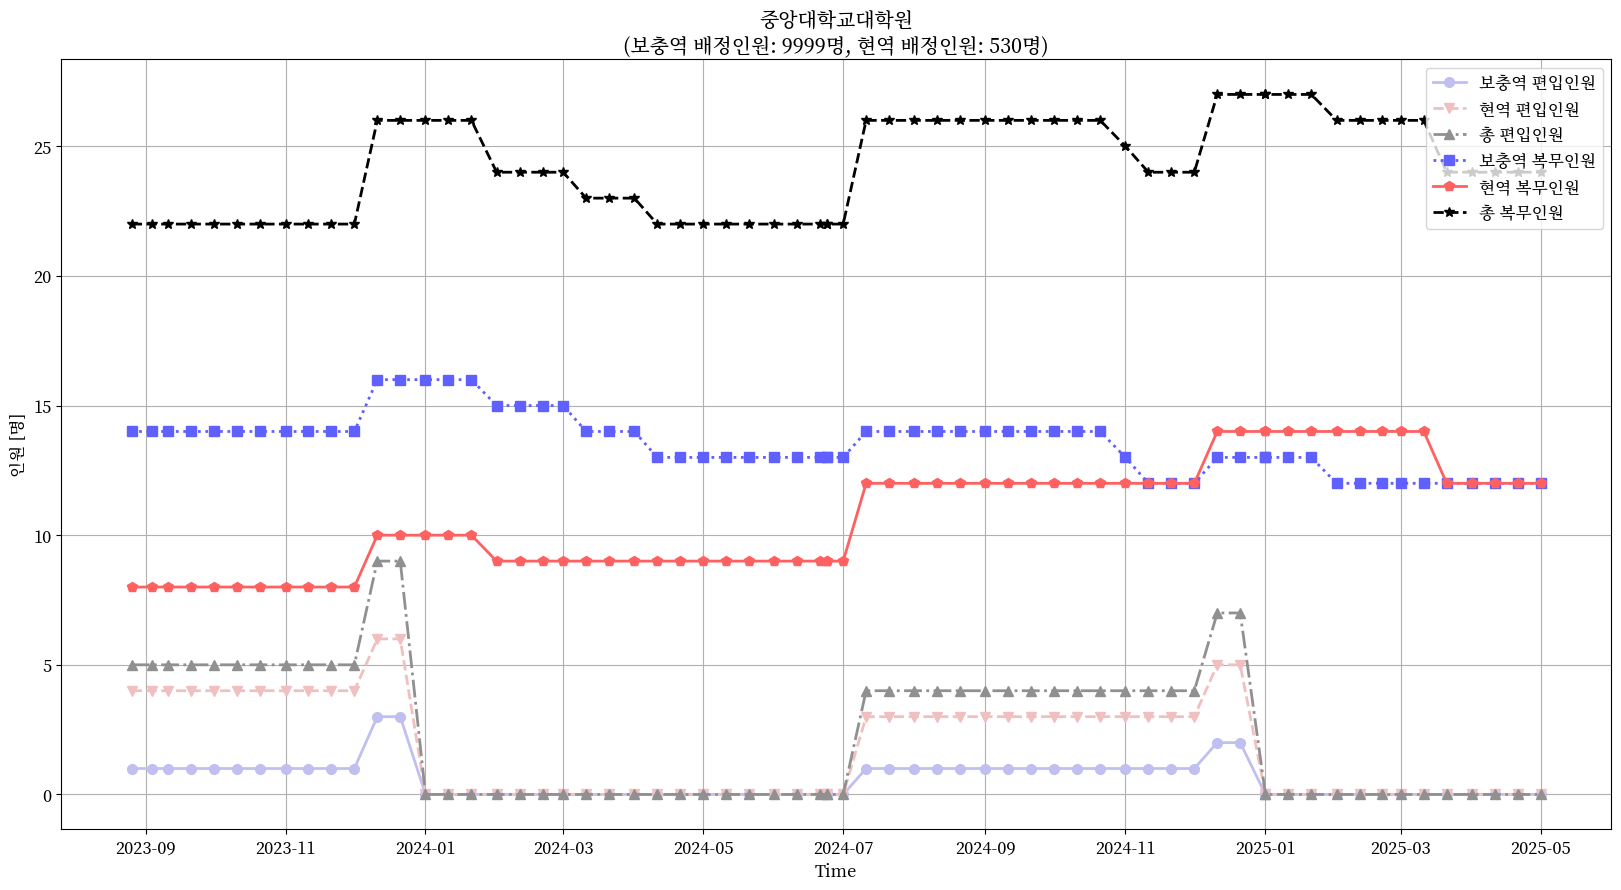 중앙대학교대학원
(보충역 배정인원: 9999명, 현역 배정인원: 530명)
보충역 편입인원
현역 편입인원
총 편입인원
보충역 복무인원
현역 복무인원
총 복무인원
인원 [명]
25
20
15
10
5
0
2023-09
2023-11
2024-01
2024-03
2024-05
2024-07
2024-09
2024-11
2025-01
2025-03
2025-05
Time